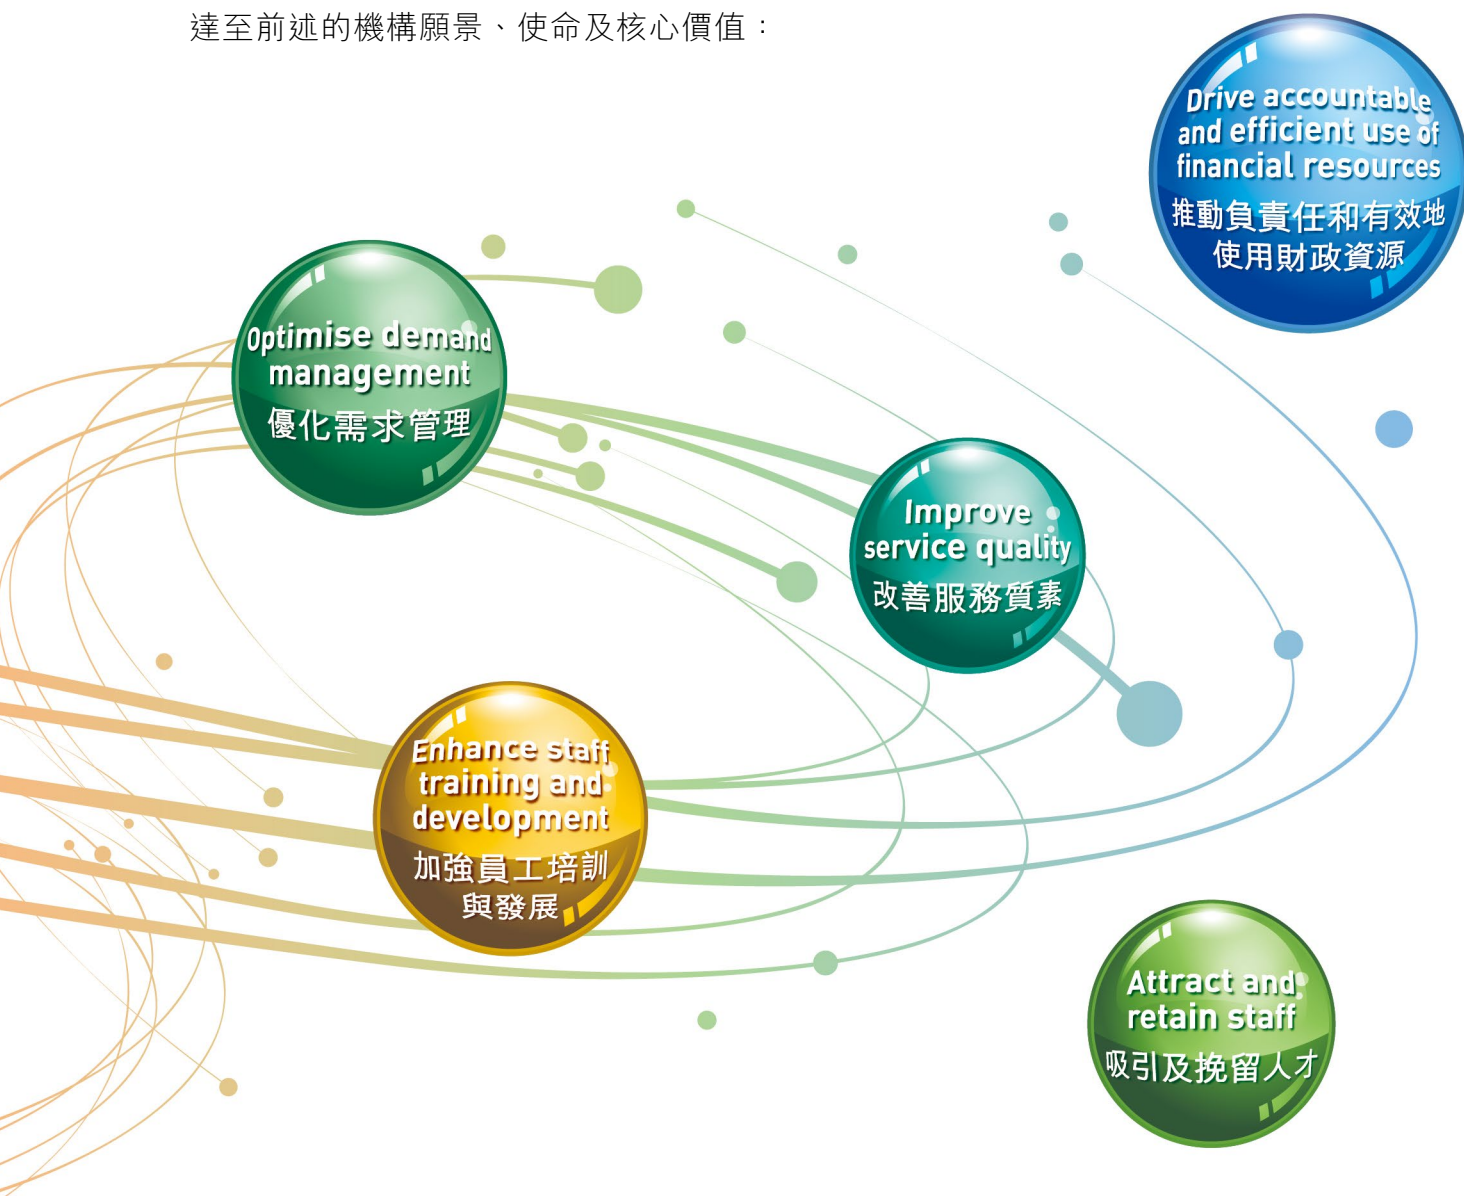 達至前述的機構願景、使命及核心價值：
Drive accountable
and efficient use of
financial resources
推動負責任和有效地
使用財政資源
Optimise demand
management
優化需求管理
Improve
service quality
改善服務質素
Enhance staff
training and
development
加強員工培訓
與發展
Attract and
retain staff
吸引及挽留人才